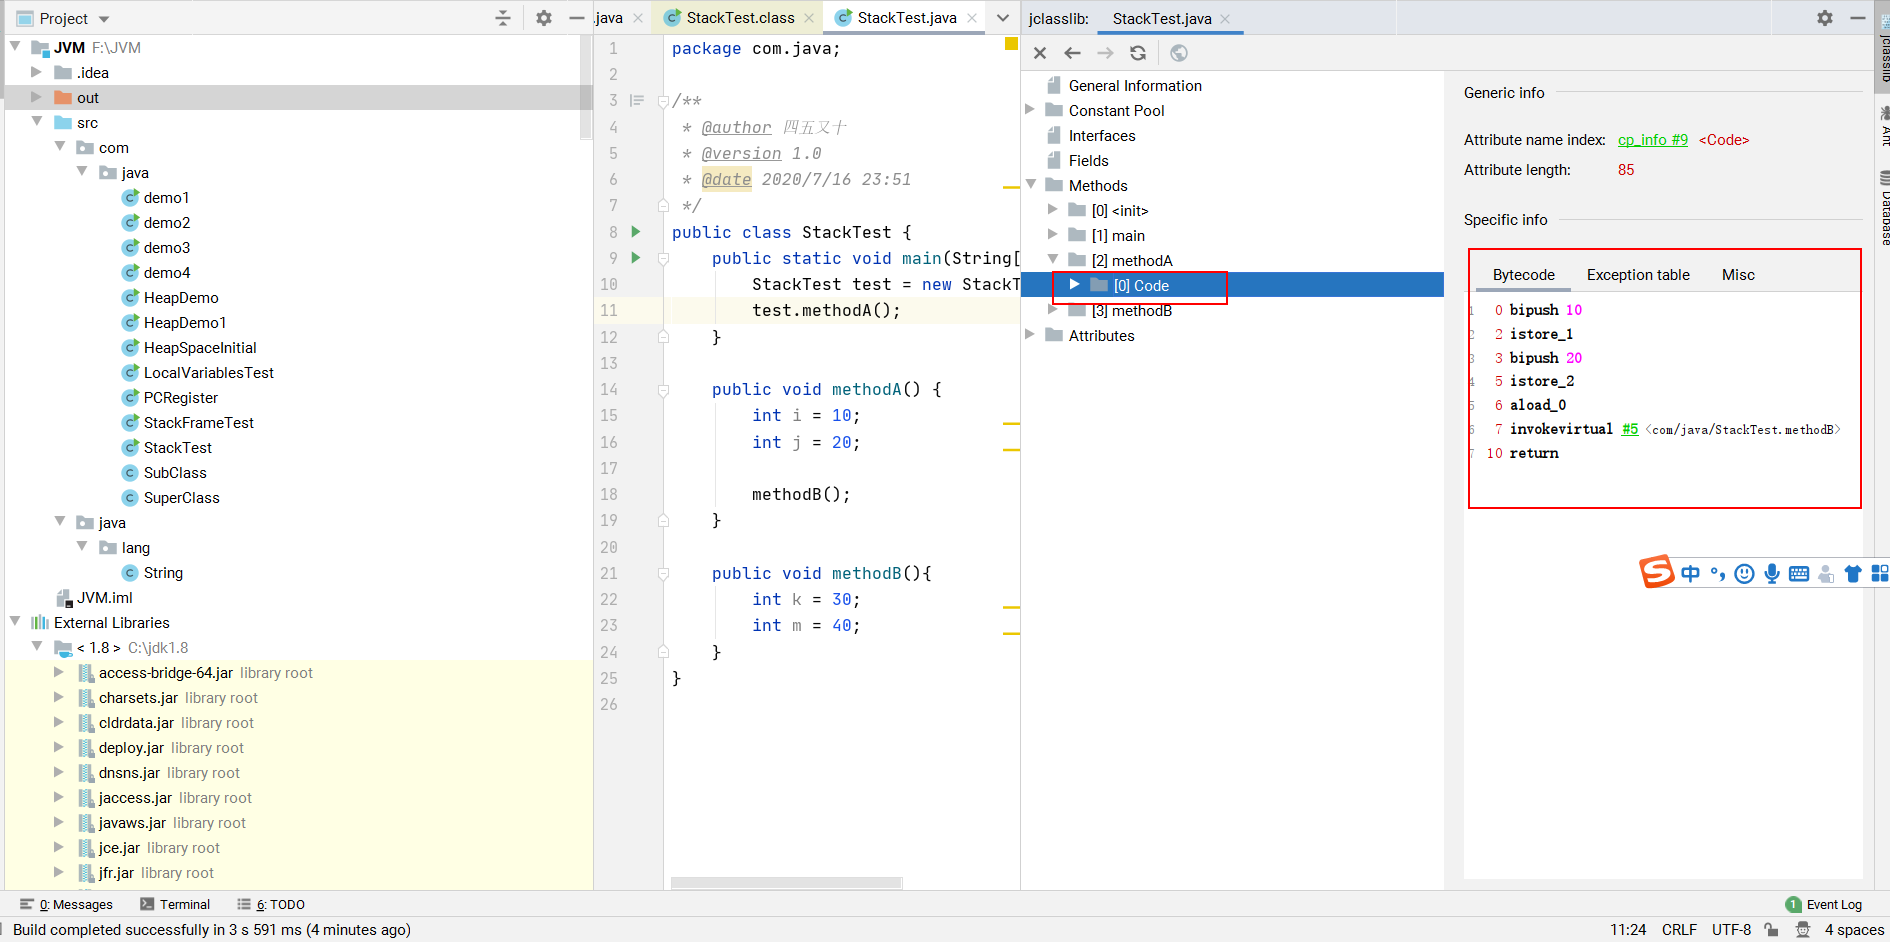 Project
JVM F:\JVM
.idea
out
src
com
java
demo1
demo2
demo3
demo4
HeapDemo
HeapDemo1
HeapSpaceInitial
LocalVariablesTest
PCRegister
StackFrameTest
StackTest
SubClass
SuperClass
java
lang
String
JVM.iml
External Libraries
< 1.8 > C:\jdk1.8
access-bridge-64.jar library root
charsets.jar library root
cldrdata.jar library root
deploy.jar library root
dnsns.jar library root
jaccess.jar library root
javaws.jar library root
jce.jar library root
jfr.jar library root
.java StackTest.class StackTest.java
1 package com.java;
2
3 /**
4 * @author 四五又十
5 * @version 1.0
6 * @date 2020/7/16 23:51
7 */
8 public class StackTest {
9 public static void main(String[
10 StackTest test = new StackT
11 test.methodA();
12 }
13
14 public void methodA() {
15 int i = 10;
16 int j = 20;
17
18 methodB();
19 }
20
21 public void methodB(){
22 int k = 30;
23 int m = 40;
24 }
25 }
26
jclasslib: StackTest.java
General Information
Constant Pool
Interfaces
Fields
Methods
[0] <init>
[1] main
[2] methodA
[0] Code
[3] methodB
Attributes
Generic info
Attribute name index: cp_info #9 <Code>
Attribute length: 85
Specific info
Bytecode Exception table Misc
1 0 bipush 10
2 2 istore_1
3 3 bipush 20
4 5 istore_2
5 6 aload_0
6 7 invokevirtual #5 <com/java/StackTest.methodB>
7 10 return
jclasslib
Ant
Database
S 中
0: Messages Terminal 6: TODO
1 Event Log
Build completed successfully in 3 s 591 ms (4 minutes ago)
11:24 CRLF UTF-8 4 spaces